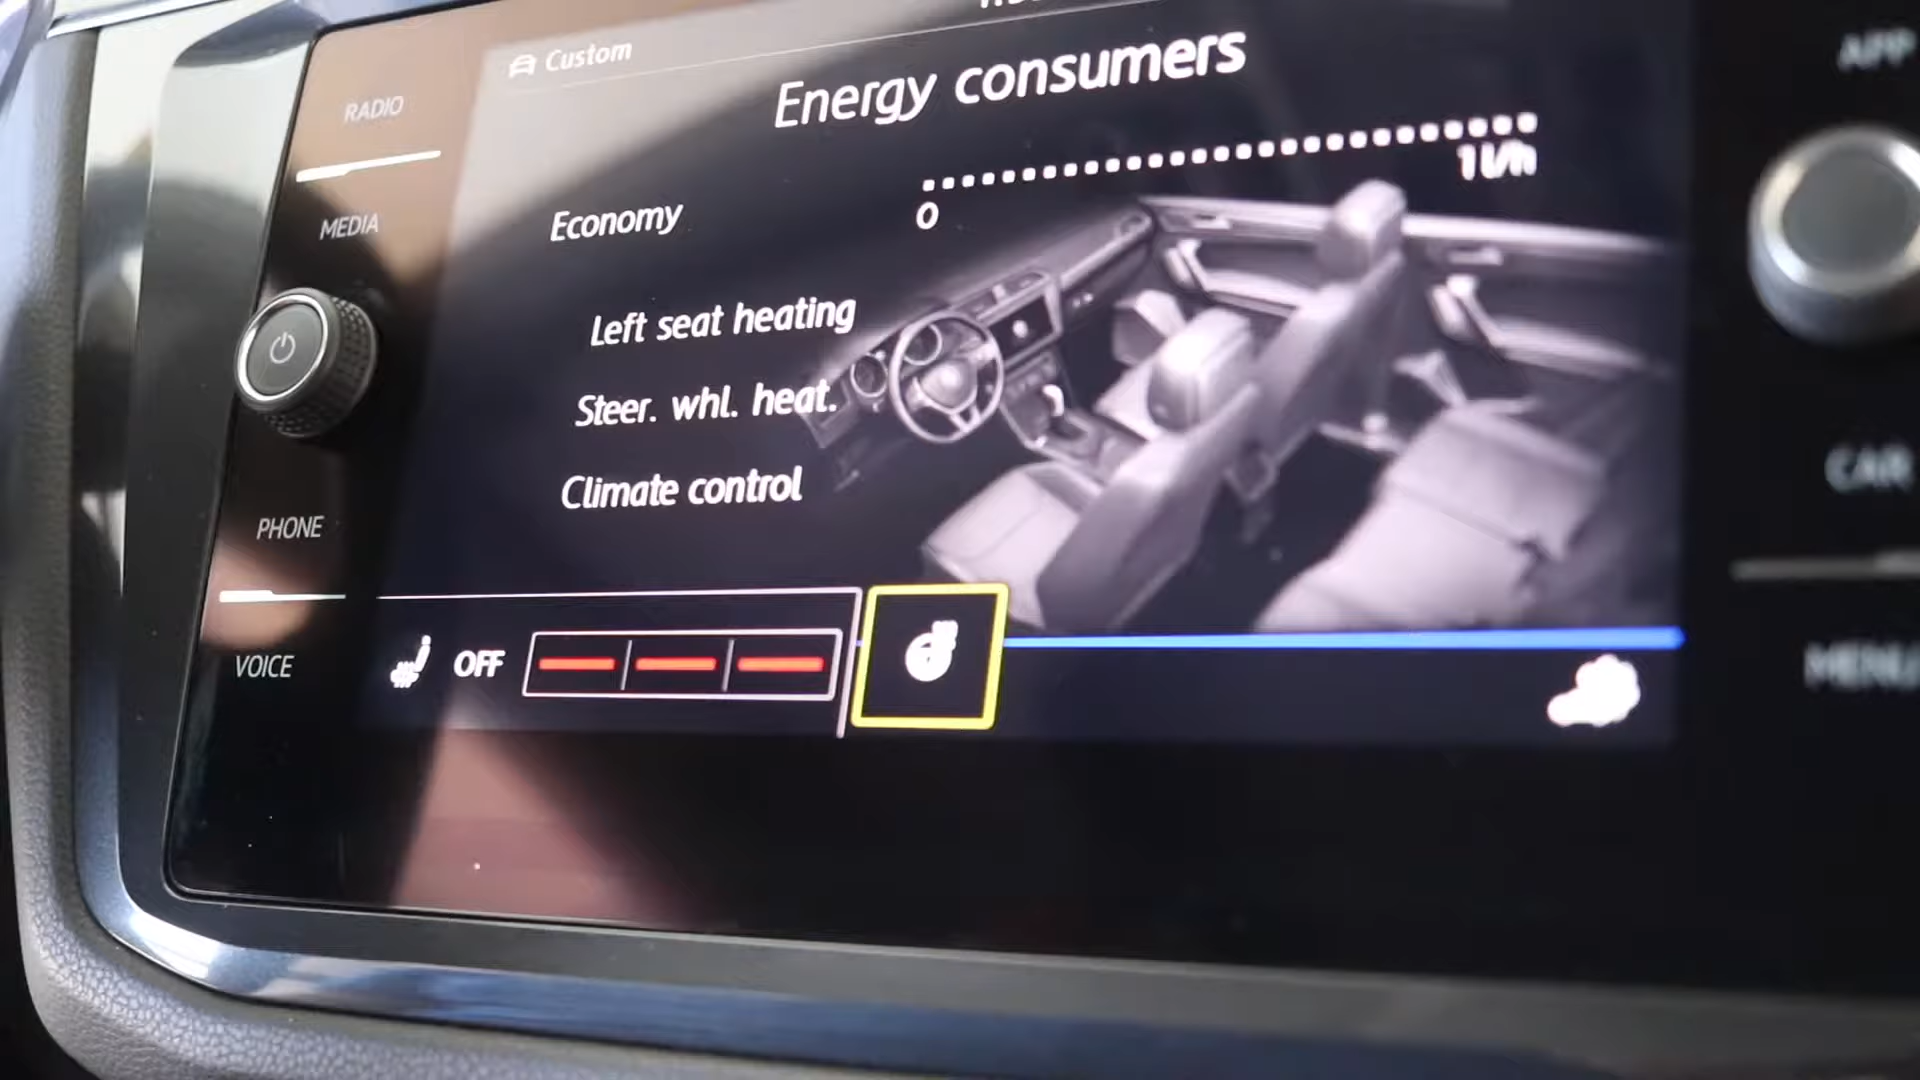 Custom
Energy consumers
RADIO
MEDIA
PHONE
VOICE
Economy
0
1 l/h
Left seat heating
Steer. whl. heat.
Climate control
OFF
APP
CAR
MENU